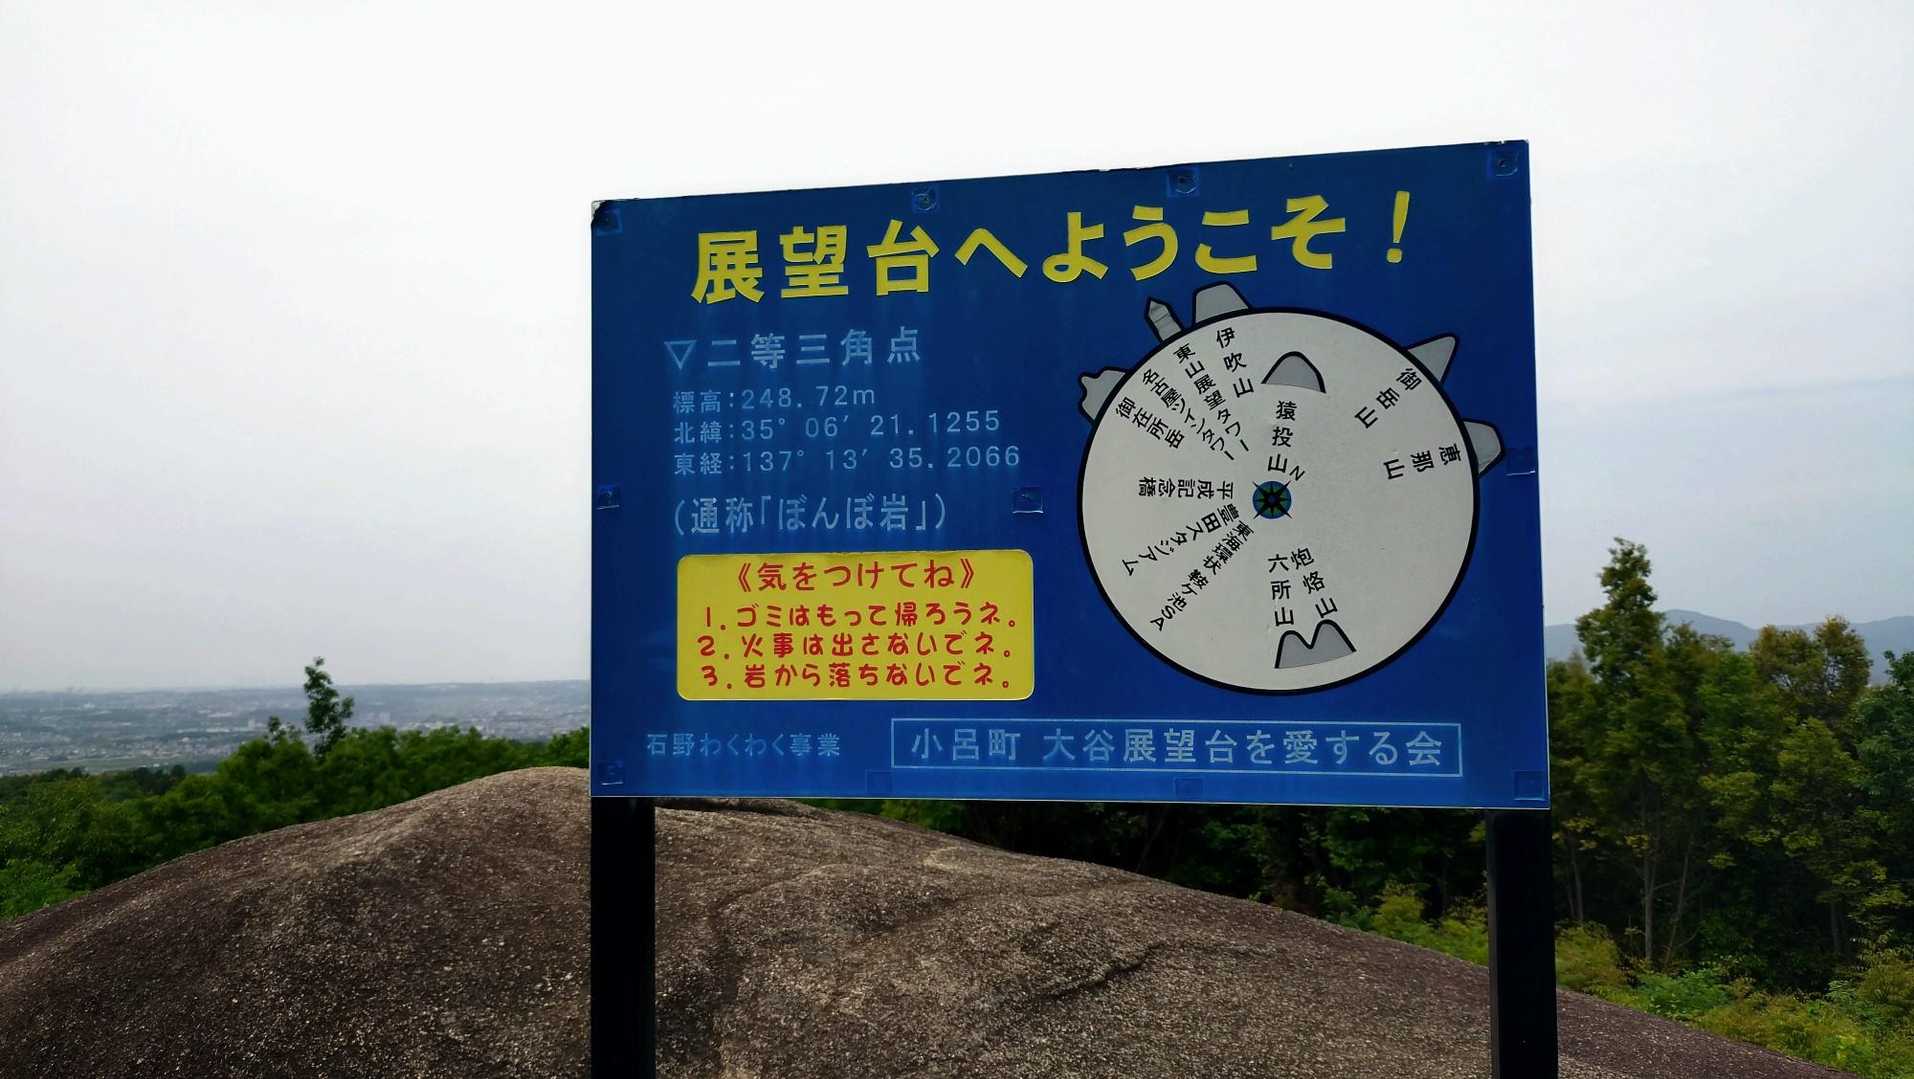 展望台へようこそ！
▽二等三角点
標高:248.72m
北緯:35°06′21.1255
東経:137°13′35.2066
(通称「ぼんぼ岩」)
《気をつけてね》
1.ゴミはもって帰ろうネ。
2.火事は出さないでネ。
3.岩から落ちないでネ。
伊吹山
東山展望タワー
名古屋ツインタワー
御在所岳
猿投山
N
御岳山
恵那山
平成記念橋
豊田スタジアム
東海環状 鞍ケ池SA
六所山
炮烙山
石野わくわく事業
小呂町 大谷展望台を愛する会